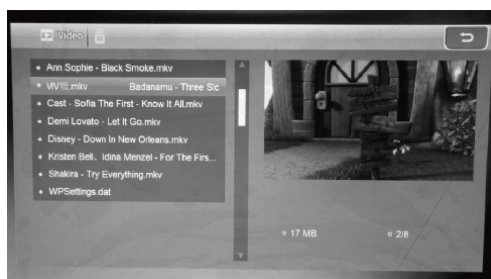 Video
Ann Sophie - Black Smoke.mkv
.mkv Badanamu - Three Sic
Cast - Sofia The First - Know It All.mkv
Demi Lovato - Let It Go.mkv
Disney - Down In New Orleans.mkv
Kristen Bell、Idina Menzel - For The Firs...
Shakira - Try Everything.mkv
WPSettings.dat
17 MB
2/8